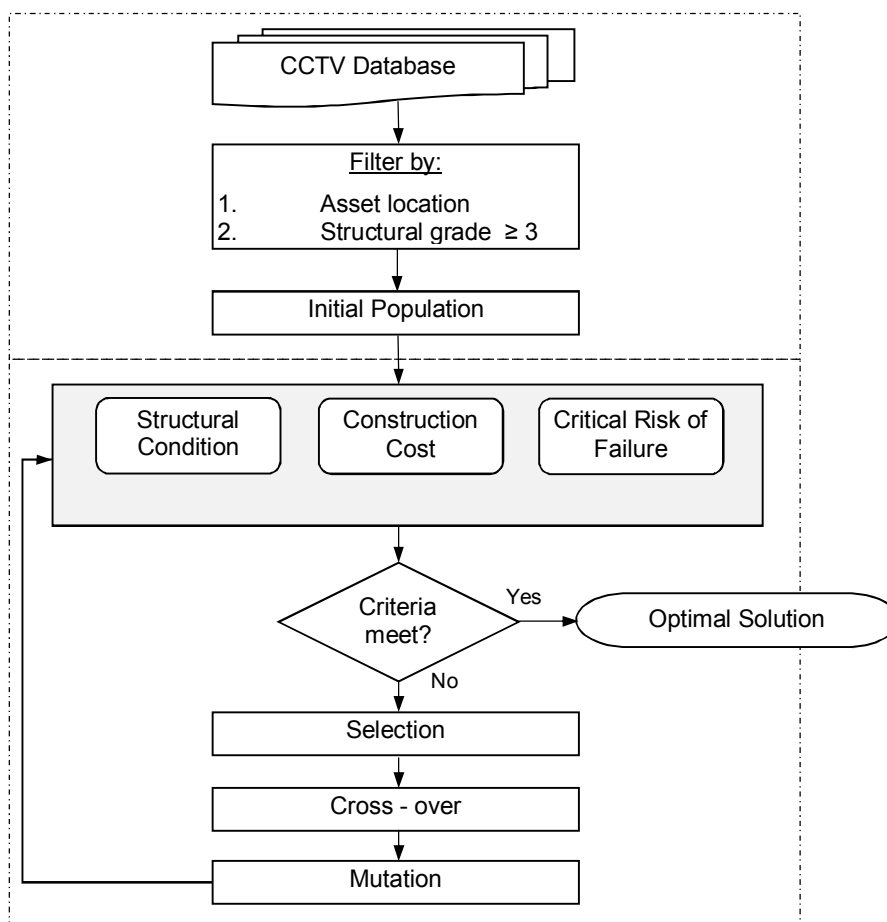 CCTV Database
Filter by:
1. Asset location
2. Structural grade ≥ 3
Initial Population
Structural
Condition
Construction
Cost
Critical Risk of
Failure
Criteria
meet?
Yes
Optimal Solution
No
Selection
Cross - over
Mutation